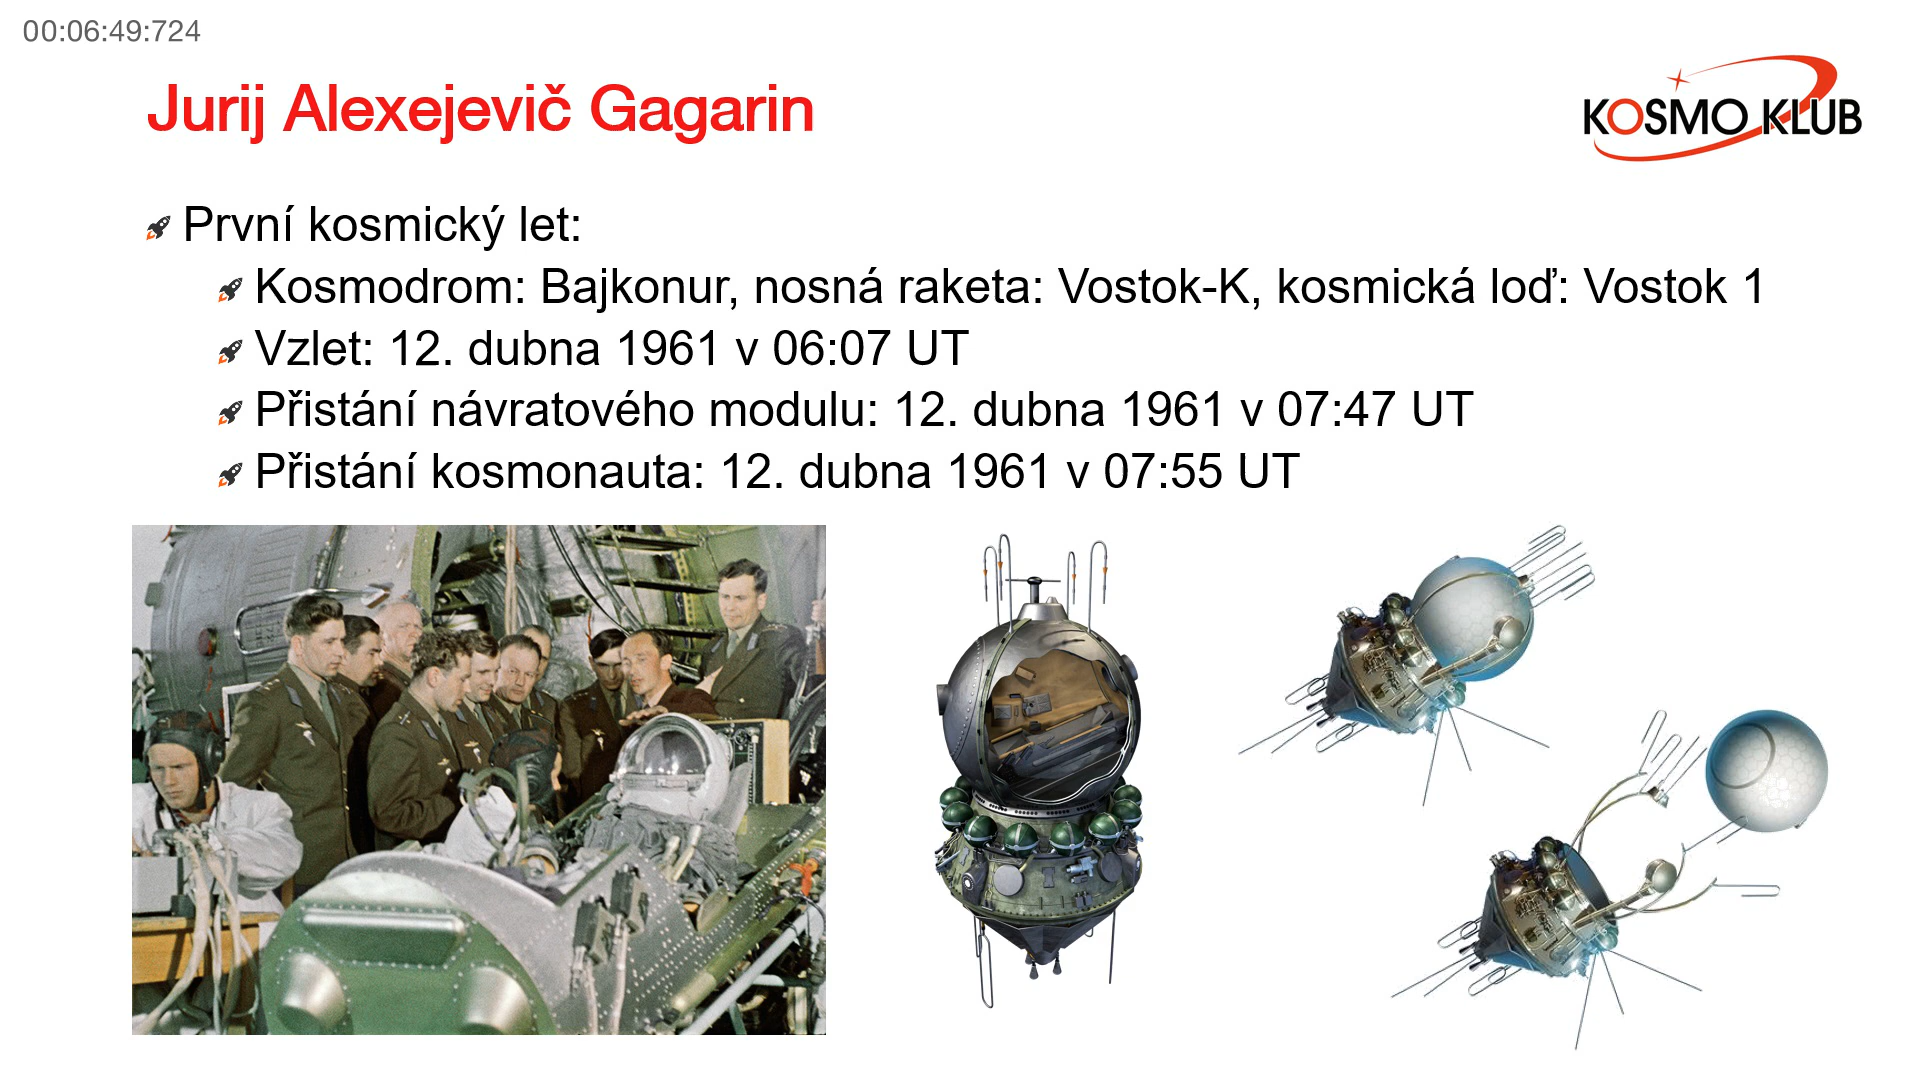 00:06:49:724
Jurij Alexejevič Gagarin
KOSMO KLUB
První kosmický let:
Kosmodrom: Bajkonur, nosná raketa: Vostok-K, kosmická loď: Vostok 1
Vzlet: 12. dubna 1961 v 06:07 UT
Přistání návratového modulu: 12. dubna 1961 v 07:47 UT
Přistání kosmonauta: 12. dubna 1961 v 07:55 UT